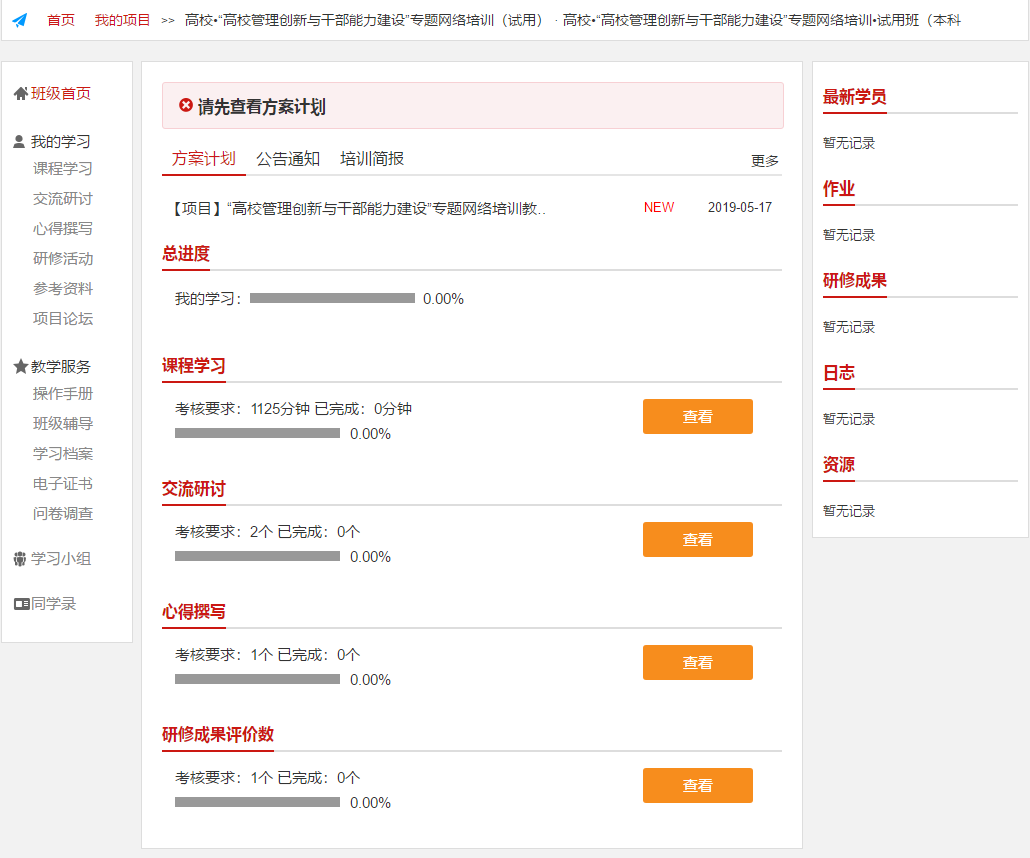 首页 我的项目 >> 高校•“高校管理创新与干部能力建设”专题网络培训（试用） · 高校•“高校管理创新与干部能力建设”专题网络培训•试用班（本科
班级首页
我的学习
课程学习
交流研讨
心得撰写
研修活动
参考资料
项目论坛
教学服务
操作手册
班级辅导
学习档案
电子证书
问卷调查
学习小组
同学录
请先查看方案计划
方案计划 公告通知 培训简报 更多
【项目】“高校管理创新与干部能力建设”专题网络培训教.. NEW 2019-05-17
总进度
我的学习： 0.00%
课程学习
考核要求：1125分钟 已完成：0分钟
0.00%
查看
交流研讨
考核要求：2个 已完成：0个
0.00%
查看
心得撰写
考核要求：1个 已完成：0个
0.00%
查看
研修成果评价数
考核要求：1个 已完成：0个
0.00%
查看
最新学员
暂无记录
作业
暂无记录
研修成果
暂无记录
日志
暂无记录
资源
暂无记录